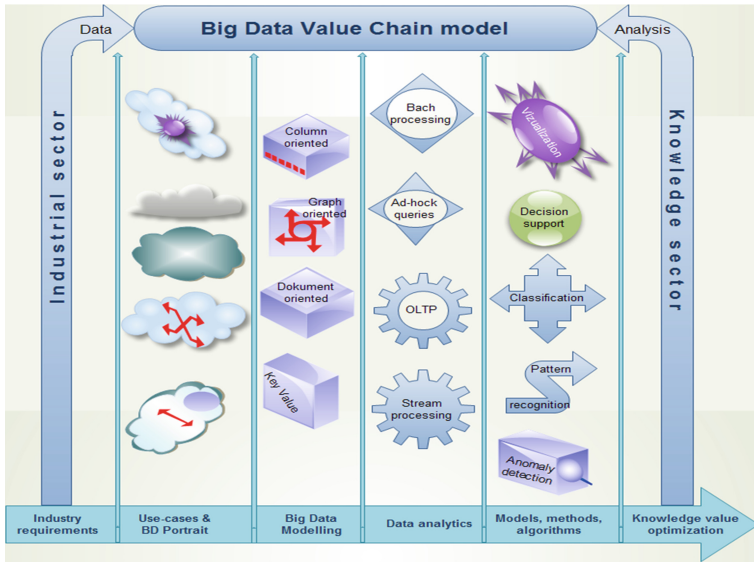 Data
Big Data Value Chain model
Analysis
Industrial sector
Column
oriented
Graph
oriented
Dokument
oriented
Key Value
Bach
processing
Ad-hock
queries
OLTP
Stream
processing
Vizualization
Decision
support
Classification
Pattern
recognition
Anomaly
detection
Knowledge sector
Industry
requirements
Use-cases &
BD Portrait
Big Data
Modelling
Data analytics
Models, methods,
algorithms
Knowledge value
optimization